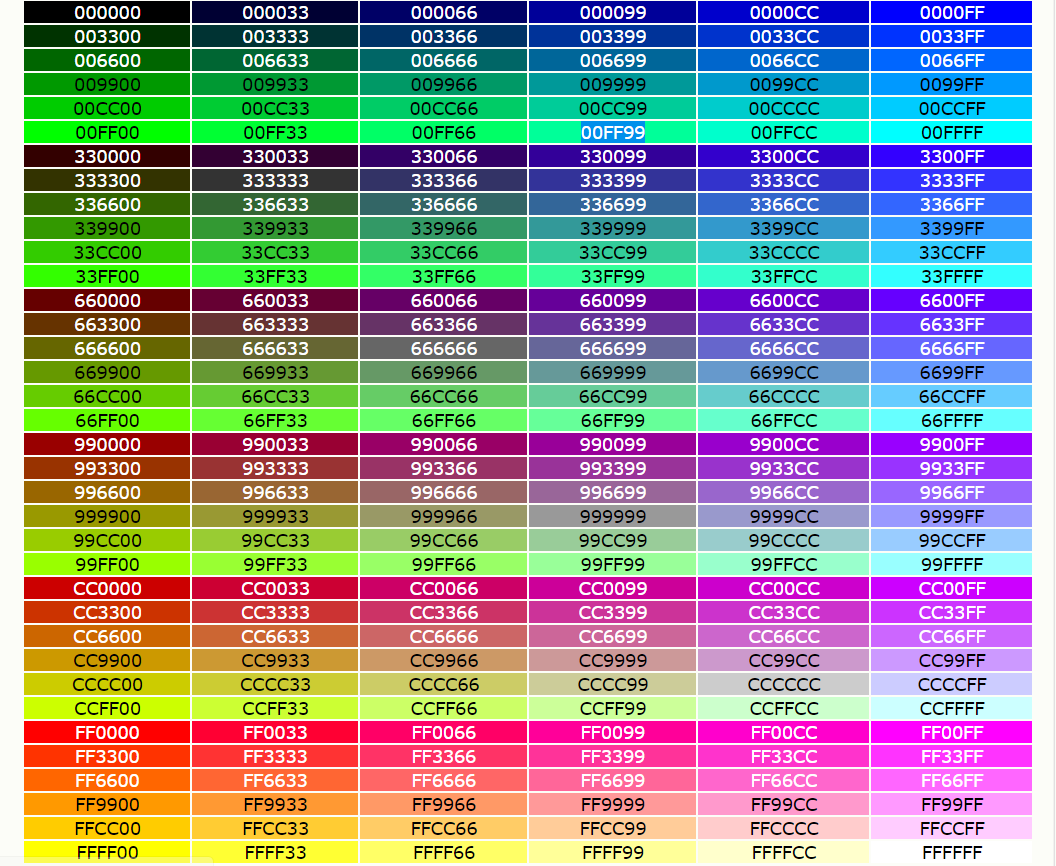 000000 000033 000066 000099 0000CC 0000FF
003300 003333 003366 003399 0033CC 0033FF
006600 006633 006666 006699 0066CC 0066FF
009900 009933 009966 009999 0099CC 0099FF
00CC00 00CC33 00CC66 00CC99 00CCCC 00CCFF
00FF00 00FF33 00FF66 00FF99 00FFCC 00FFFF
330000 330033 330066 330099 3300CC 3300FF
333300 333333 333366 333399 3333CC 3333FF
336600 336633 336666 336699 3366CC 3366FF
339900 339933 339966 339999 3399CC 3399FF
33CC00 33CC33 33CC66 33CC99 33CCCC 33CCFF
33FF00 33FF33 33FF66 33FF99 33FFCC 33FFFF
660000 660033 660066 660099 6600CC 6600FF
663300 663333 663366 663399 6633CC 6633FF
666600 666633 666666 666699 6666CC 6666FF
669900 669933 669966 669999 6699CC 6699FF
66CC00 66CC33 66CC66 66CC99 66CCCC 66CCFF
66FF00 66FF33 66FF66 66FF99 66FFCC 66FFFF
990000 990033 990066 990099 9900CC 9900FF
993300 993333 993366 993399 9933CC 9933FF
996600 996633 996666 996699 9966CC 9966FF
999900 999933 999966 999999 9999CC 9999FF
99CC00 99CC33 99CC66 99CC99 99CCCC 99CCFF
99FF00 99FF33 99FF66 99FF99 99FFCC 99FFFF
CC0000 CC0033 CC0066 CC0099 CC00CC CC00FF
CC3300 CC3333 CC3366 CC3399 CC33CC CC33FF
CC6600 CC6633 CC6666 CC6699 CC66CC CC66FF
CC9900 CC9933 CC9966 CC9999 CC99CC CC99FF
CCCC00 CCCC33 CCCC66 CCCC99 CCCCCC CCCCFF
CCFF00 CCFF33 CCFF66 CCFF99 CCFFCC CCFFFF
FF0000 FF0033 FF0066 FF0099 FF00CC FF00FF
FF3300 FF3333 FF3366 FF3399 FF33CC FF33FF
FF6600 FF6633 FF6666 FF6699 FF66CC FF66FF
FF9900 FF9933 FF9966 FF9999 FF99CC FF99FF
FFCC00 FFCC33 FFCC66 FFCC99 FFCCCC FFCCFF
FFFF00 FFFF33 FFFF66 FFFF99 FFFFCC FFFFFF